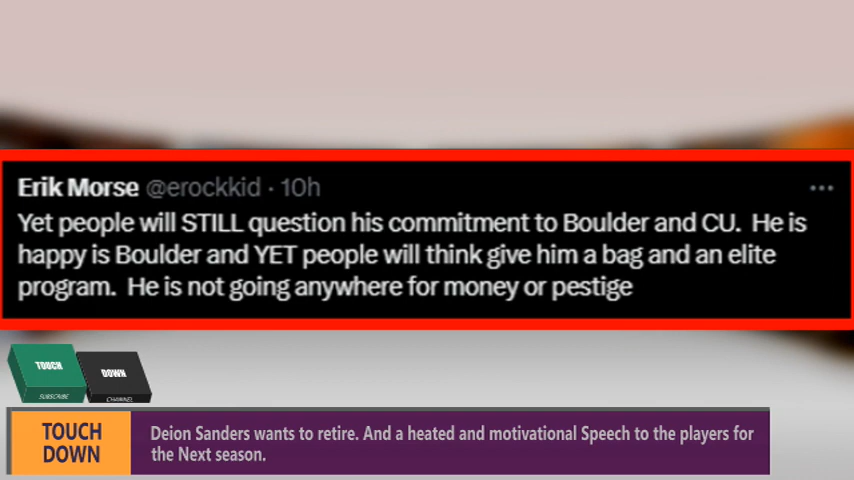 Erik Morse @erockkid · 10h
Yet people will STILL question his commitment to Boulder and CU. He is
happy is Boulder and YET people will think give him a bag and an elite
program. He is not going anywhere for money or pestige
TOUCH DOWN
SUBSCRIBE CHANNEL
TOUCH
DOWN
Deion Sanders wants to retire. And a heated and motivational Speech to the players for
the Next season.